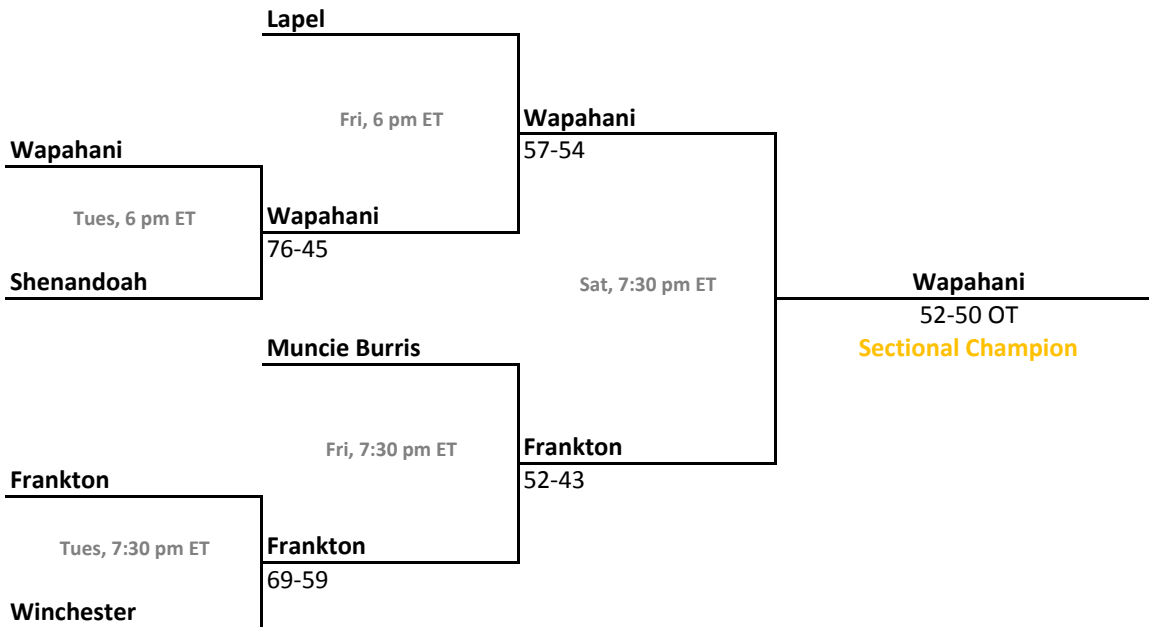 Lapel
Fri, 6 pm ET
Wapahani
57-54
Wapahani
Tues, 6 pm ET
Wapahani
76-45
Shenandoah
Sat, 7:30 pm ET
Wapahani
52-50 OT
Sectional Champion
Muncie Burris
Fri, 7:30 pm ET
Frankton
52-43
Frankton
Tues, 7:30 pm ET
Frankton
69-59
Winchester